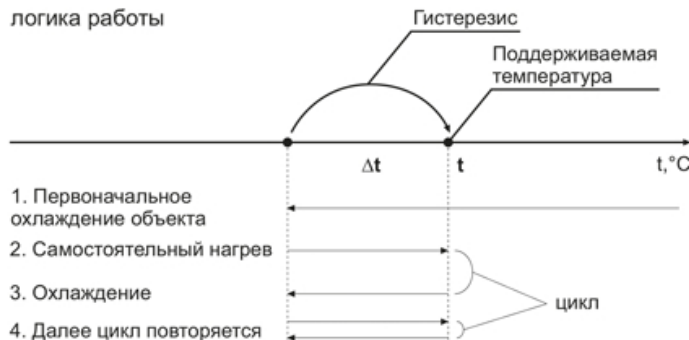 логика работы
Гистерезис
Поддерживаемая
температура
Δt
t
t,°C
1. Первоначальное
охлаждение объекта
2. Самостоятельный нагрев
3. Охлаждение
цикл
4. Далее цикл повторяется